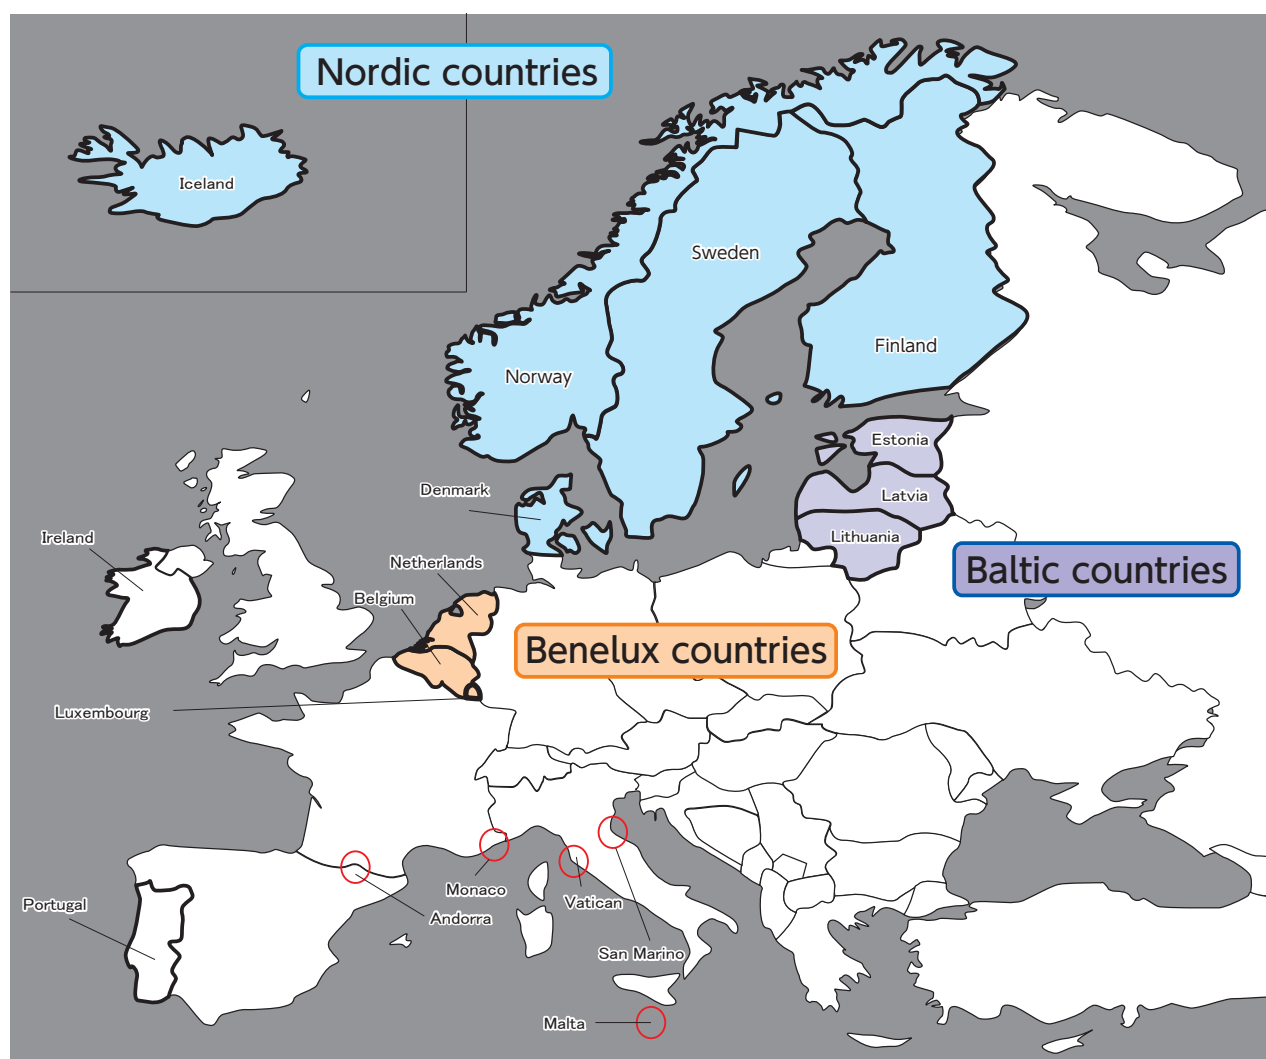 Nordic countries
Iceland
Sweden
Finland
Norway
Estonia
Denmark
Latvia
Ireland
Lithuania
Netherlands
Baltic countries
Belgium
Benelux countries
Luxembourg
Monaco
Portugal
Vatican
Andorra
San Marino
Malta